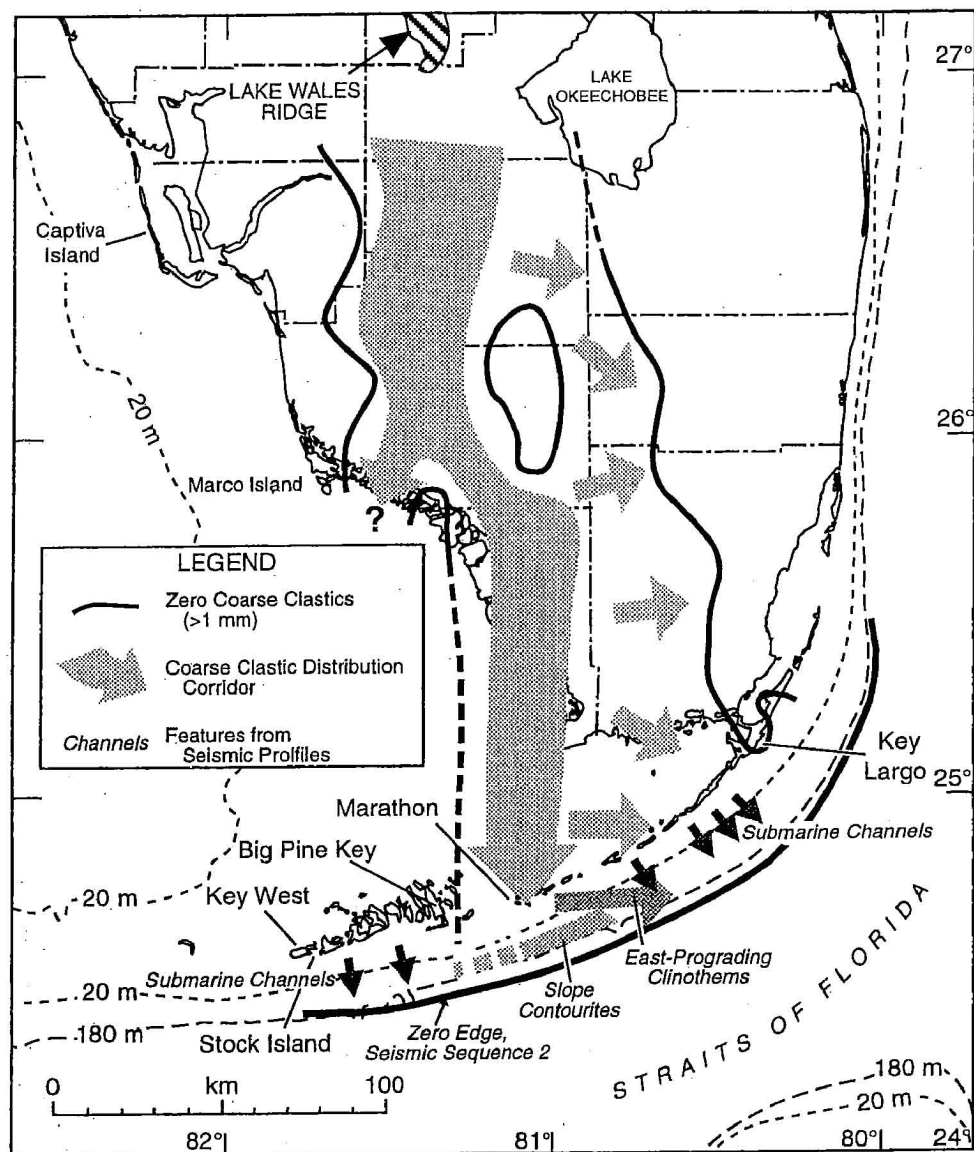 27°
LAKE WALES
RIDGE
LAKE
OKEECHOBEE
Captiva
Island
20 m
26°
Marco Island
?
LEGEND
Zero Coarse Clastics
(>1 mm)
Coarse Clastic Distribution
Corridor
Channels
Features from
Seismic Prolfiles
Key
Largo
25°
Marathon
Submarine Channels
Big Pine Key
20 m
Key West
East-Prograding
Clinothems
Submarine Channels
Slope
Contourites
20 m
180 m
Stock Island
Zero Edge,
Seismic Sequence 2
STRAITS OF FLORIDA
0 km 100
180 m
20 m
82° 81° 80° 24°